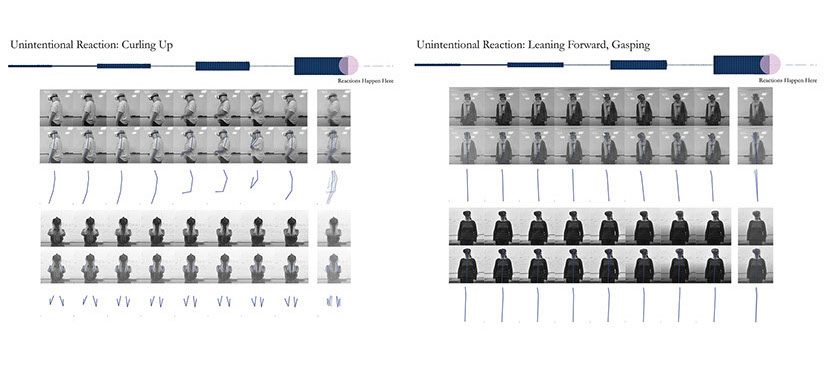 Unintentional Reaction: Curling Up
Reactions Happen Here
Unintentional Reaction: Leaning Forward, Gasping
Reactions Happen Here